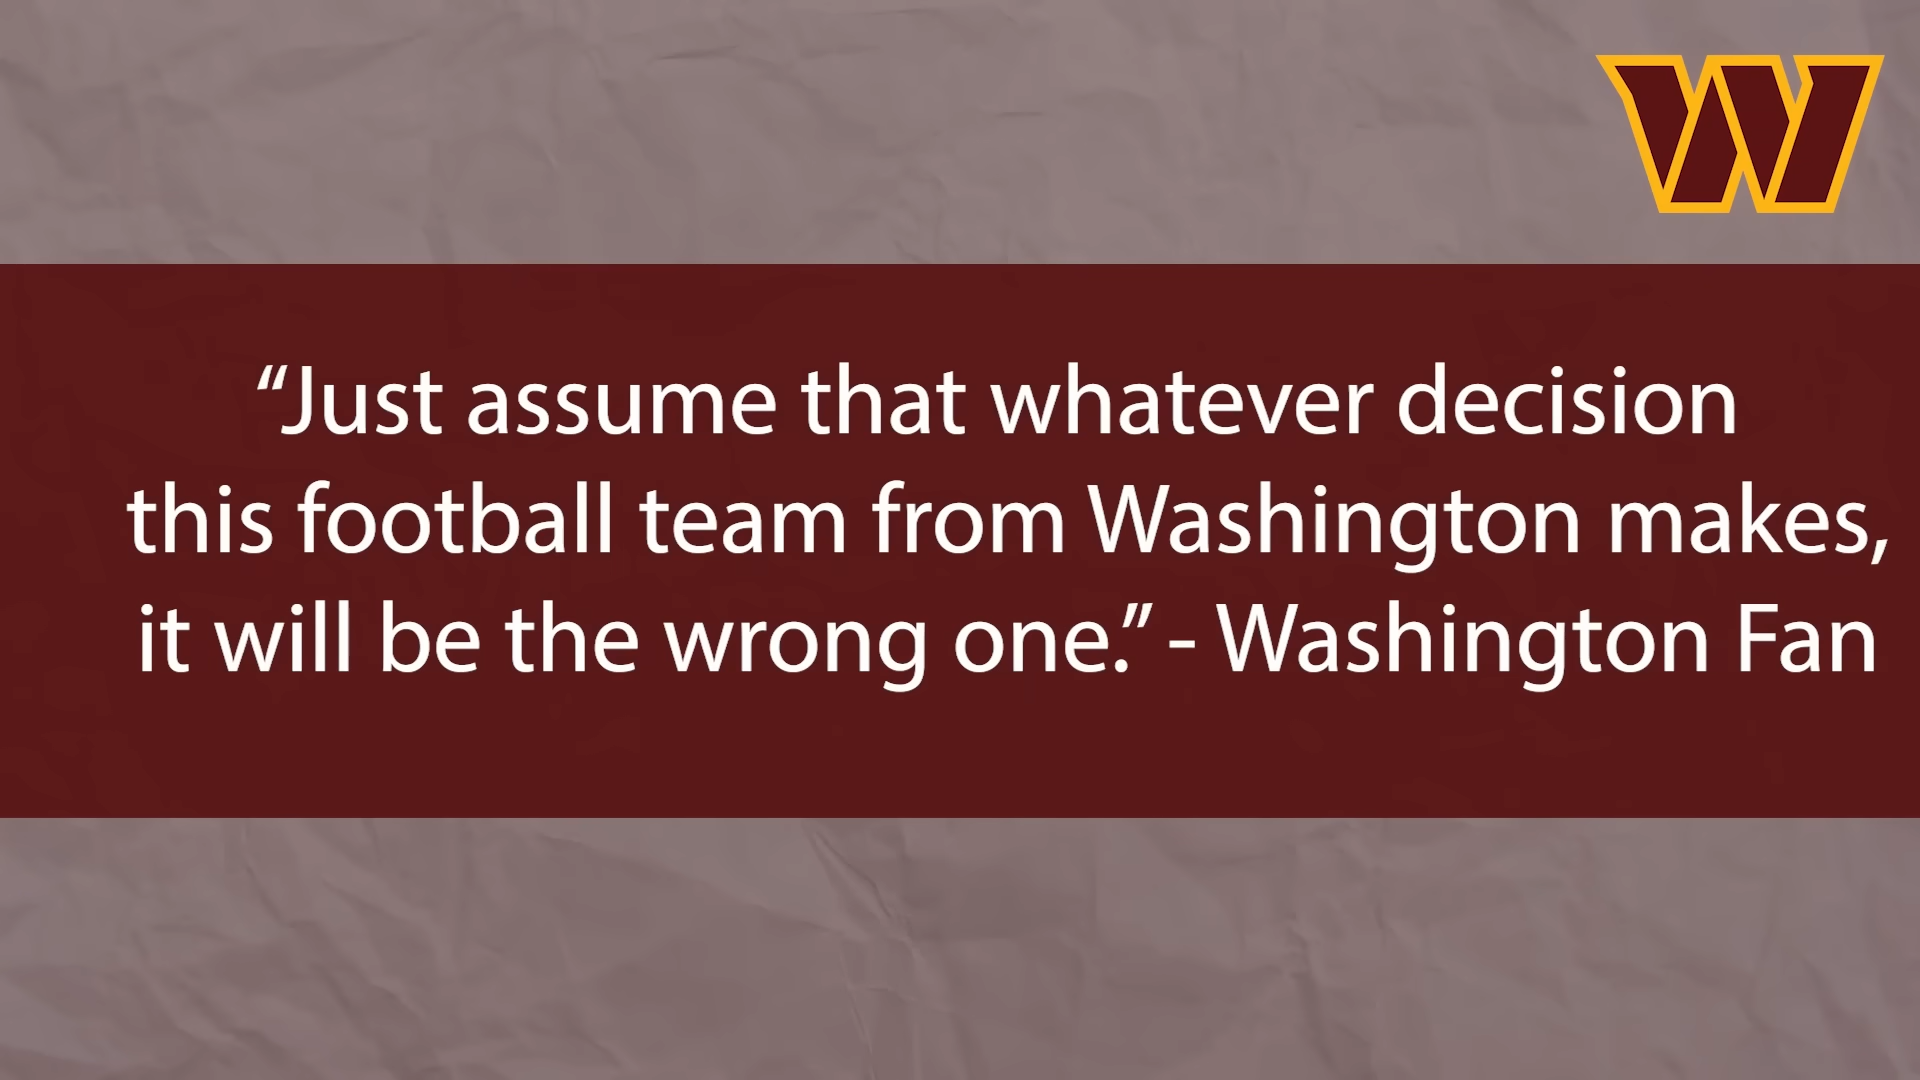 “Just assume that whatever decision
this football team from Washington makes,
it will be the wrong one.” - Washington Fan